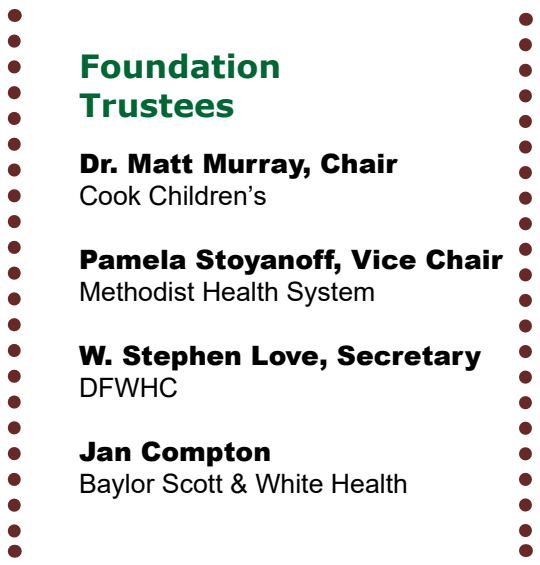 Foundation
Trustees
Dr. Matt Murray, Chair
Cook Children’s
Pamela Stoyanoff, Vice Chair
Methodist Health System
W. Stephen Love, Secretary
DFWHC
Jan Compton
Baylor Scott & White Health